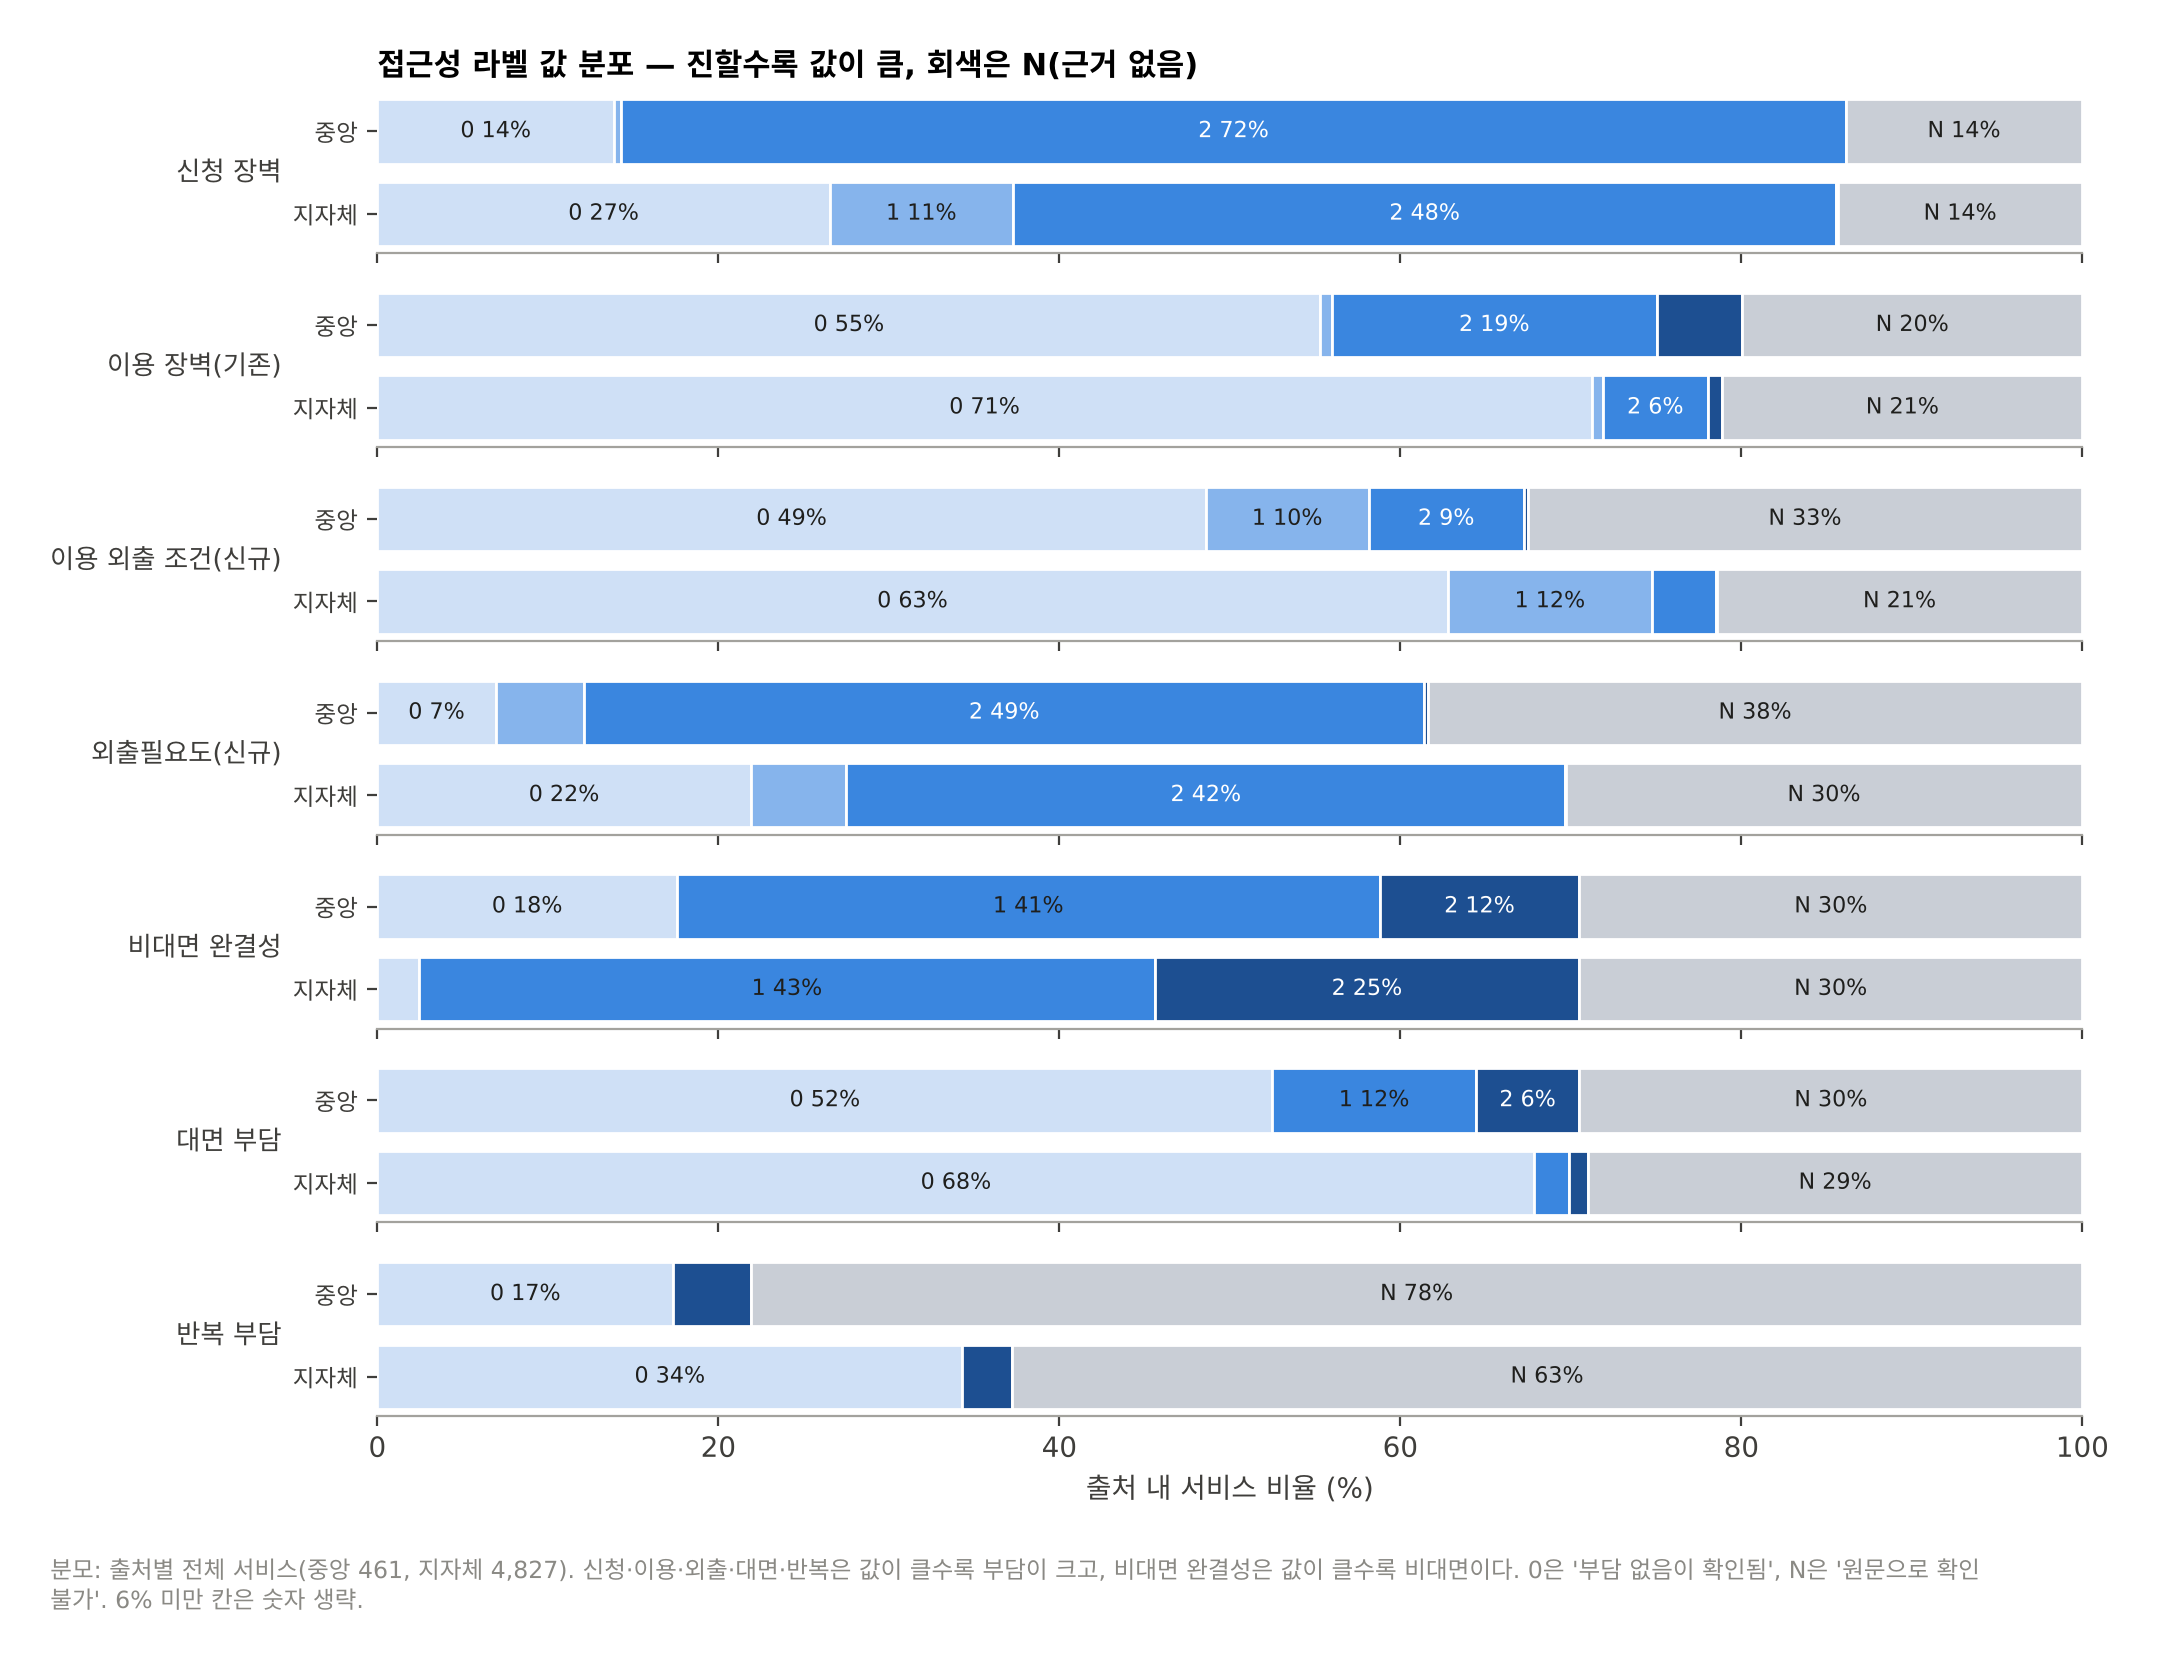 접근성 라벨 값 분포 — 진할수록 값이 큼, 회색은 N(근거 없음)
신청 장벽
중앙
0 14%
2 72%
N 14%
지자체
0 27%
1 11%
2 48%
N 14%
이용 장벽(기존)
중앙
0 55%
2 19%
N 20%
지자체
0 71%
2 6%
N 21%
이용 외출 조건(신규)
중앙
0 49%
1 10%
2 9%
N 33%
지자체
0 63%
1 12%
N 21%
외출필요도(신규)
중앙
0 7%
2 49%
N 38%
지자체
0 22%
2 42%
N 30%
비대면 완결성
중앙
0 18%
1 41%
2 12%
N 30%
지자체
1 43%
2 25%
N 30%
대면 부담
중앙
0 52%
1 12%
2 6%
N 30%
지자체
0 68%
N 29%
반복 부담
중앙
0 17%
N 78%
지자체
0 34%
N 63%
0 20 40 60 80 100
출처 내 서비스 비율 (%)
분모: 출처별 전체 서비스(중앙 461, 지자체 4,827). 신청·이용·외출·대면·반복은 값이 클수록 부담이 크고, 비대면 완결성은 값이 클수록 비대면이다. 0은 '부담 없음이 확인됨', N은 '원문으로 확인
불가'. 6% 미만 칸은 숫자 생략.